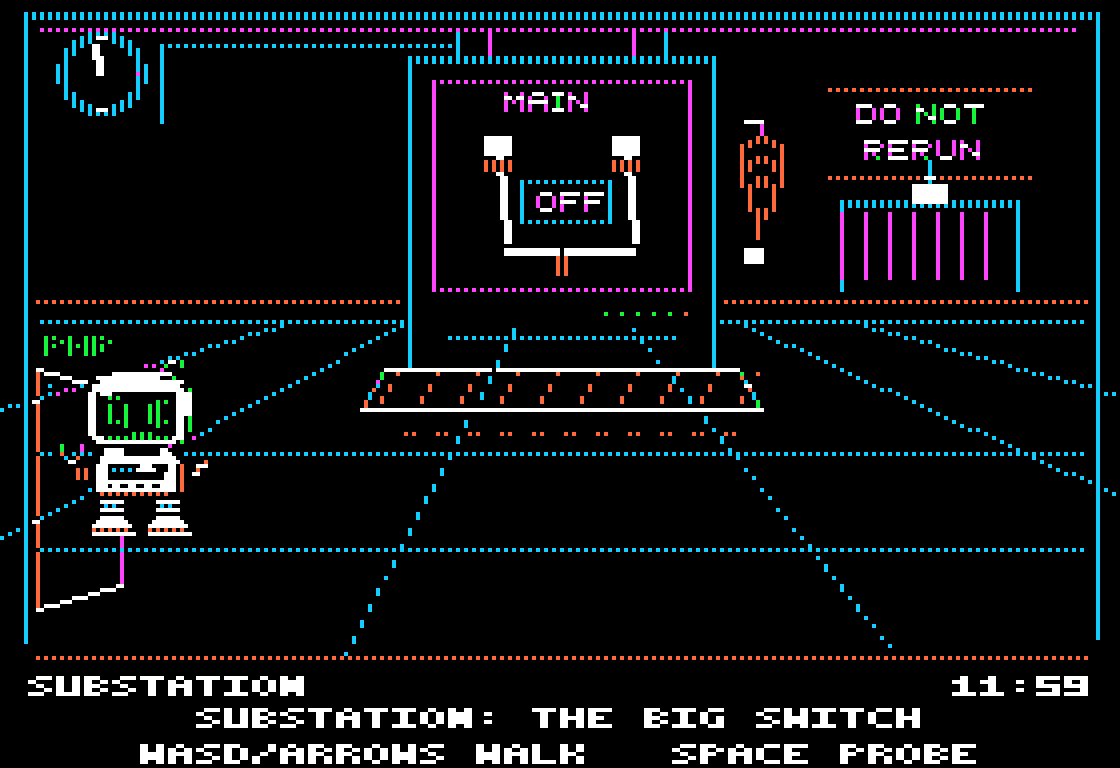 MAIN
OFF
DO NOT
RERUN
SUBSTATION 11:59
SUBSTATION: THE BIG SWITCH
WASD/ARROWS WALK SPACE PROBE